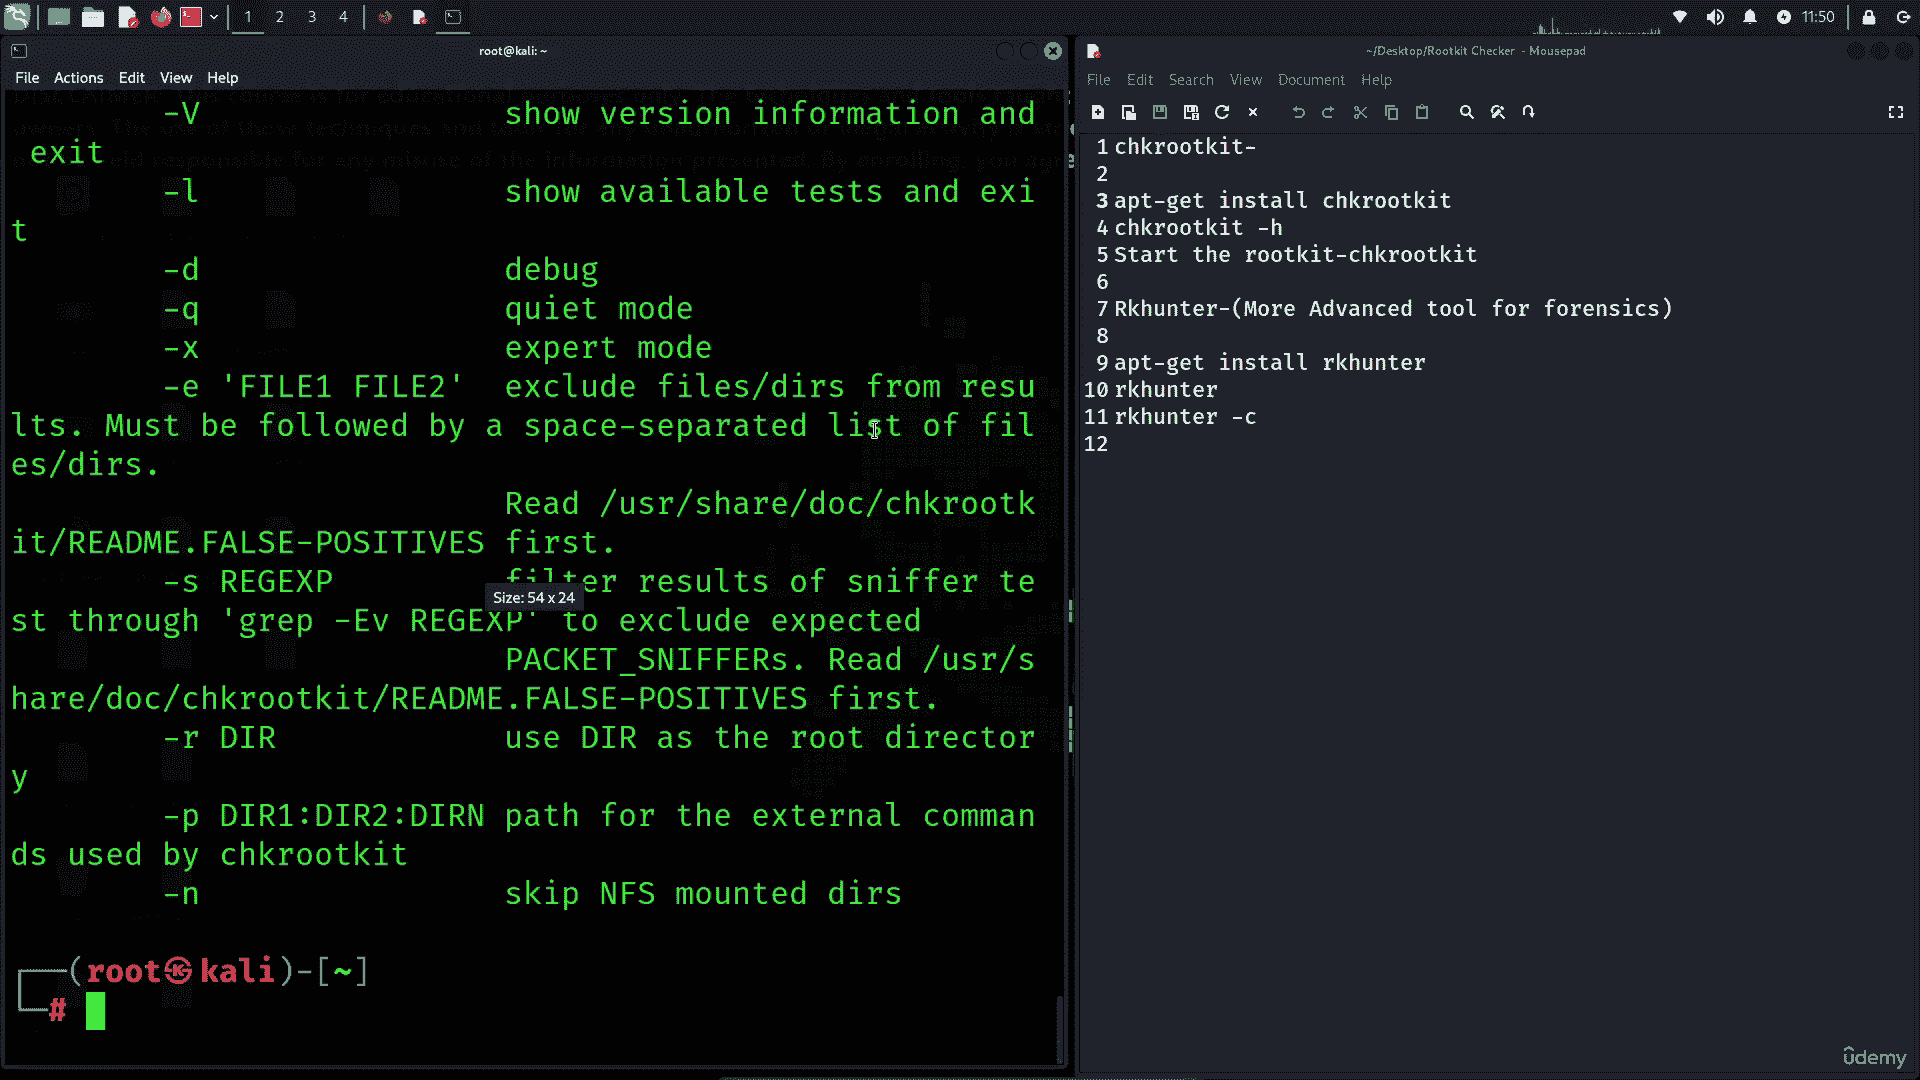 1 2 3 4 11:50
root@kali: ~
File Actions Edit View Help
-V show version information and
exit
-l show available tests and exi
t
-d debug
-q quiet mode
-x expert mode
-e 'FILE1 FILE2' exclude files/dirs from resu
lts. Must be followed by a space-separated list of fil
es/dirs.
Read /usr/share/doc/chkrootk
it/README.FALSE-POSITIVES first.
-s REGEXP filter results of sniffer te
Size: 54 x 24
st through 'grep -Ev REGEXP' to exclude expected
PACKET_SNIFFERs. Read /usr/s
hare/doc/chkrootkit/README.FALSE-POSITIVES first.
-r DIR use DIR as the root director
y
-p DIR1:DIR2:DIRN path for the external comman
ds used by chkrootkit
-n skip NFS mounted dirs
(root㉿kali)-[~]
#
~/Desktop/Rootkit Checker - Mousepad
File Edit Search View Document Help
1 chkrootkit-
2
3 apt-get install chkrootkit
4 chkrootkit -h
5 Start the rootkit-chkrootkit
6
7 Rkhunter-(More Advanced tool for forensics)
8
9 apt-get install rkhunter
10 rkhunter
11 rkhunter -c
12
ûdemy